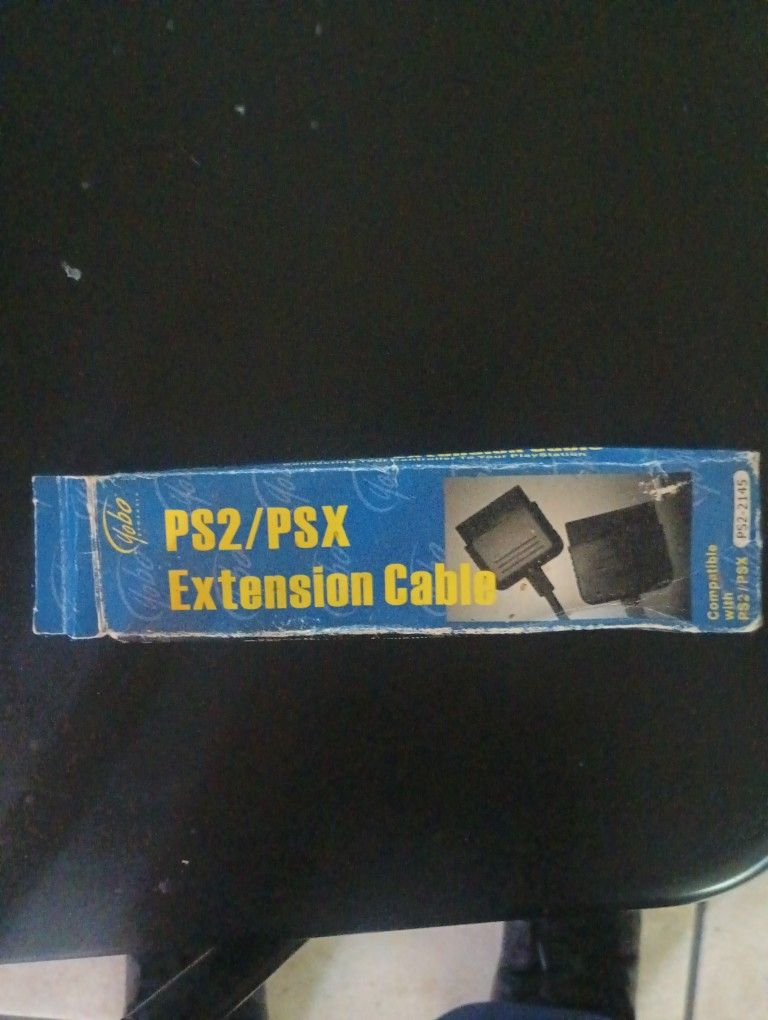 Yobo
PS2/PSX
Extension Cable
Compatible
with
PS2/PSX
PS2-2145